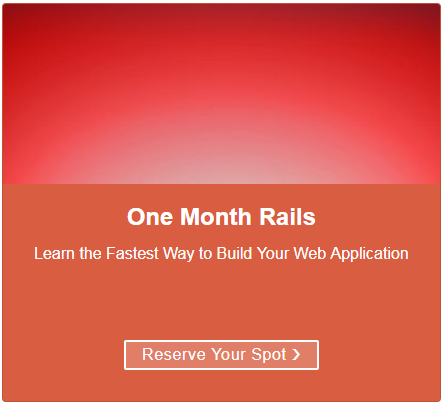 One Month Rails
Learn the Fastest Way to Build Your Web Application
Reserve Your Spot ›